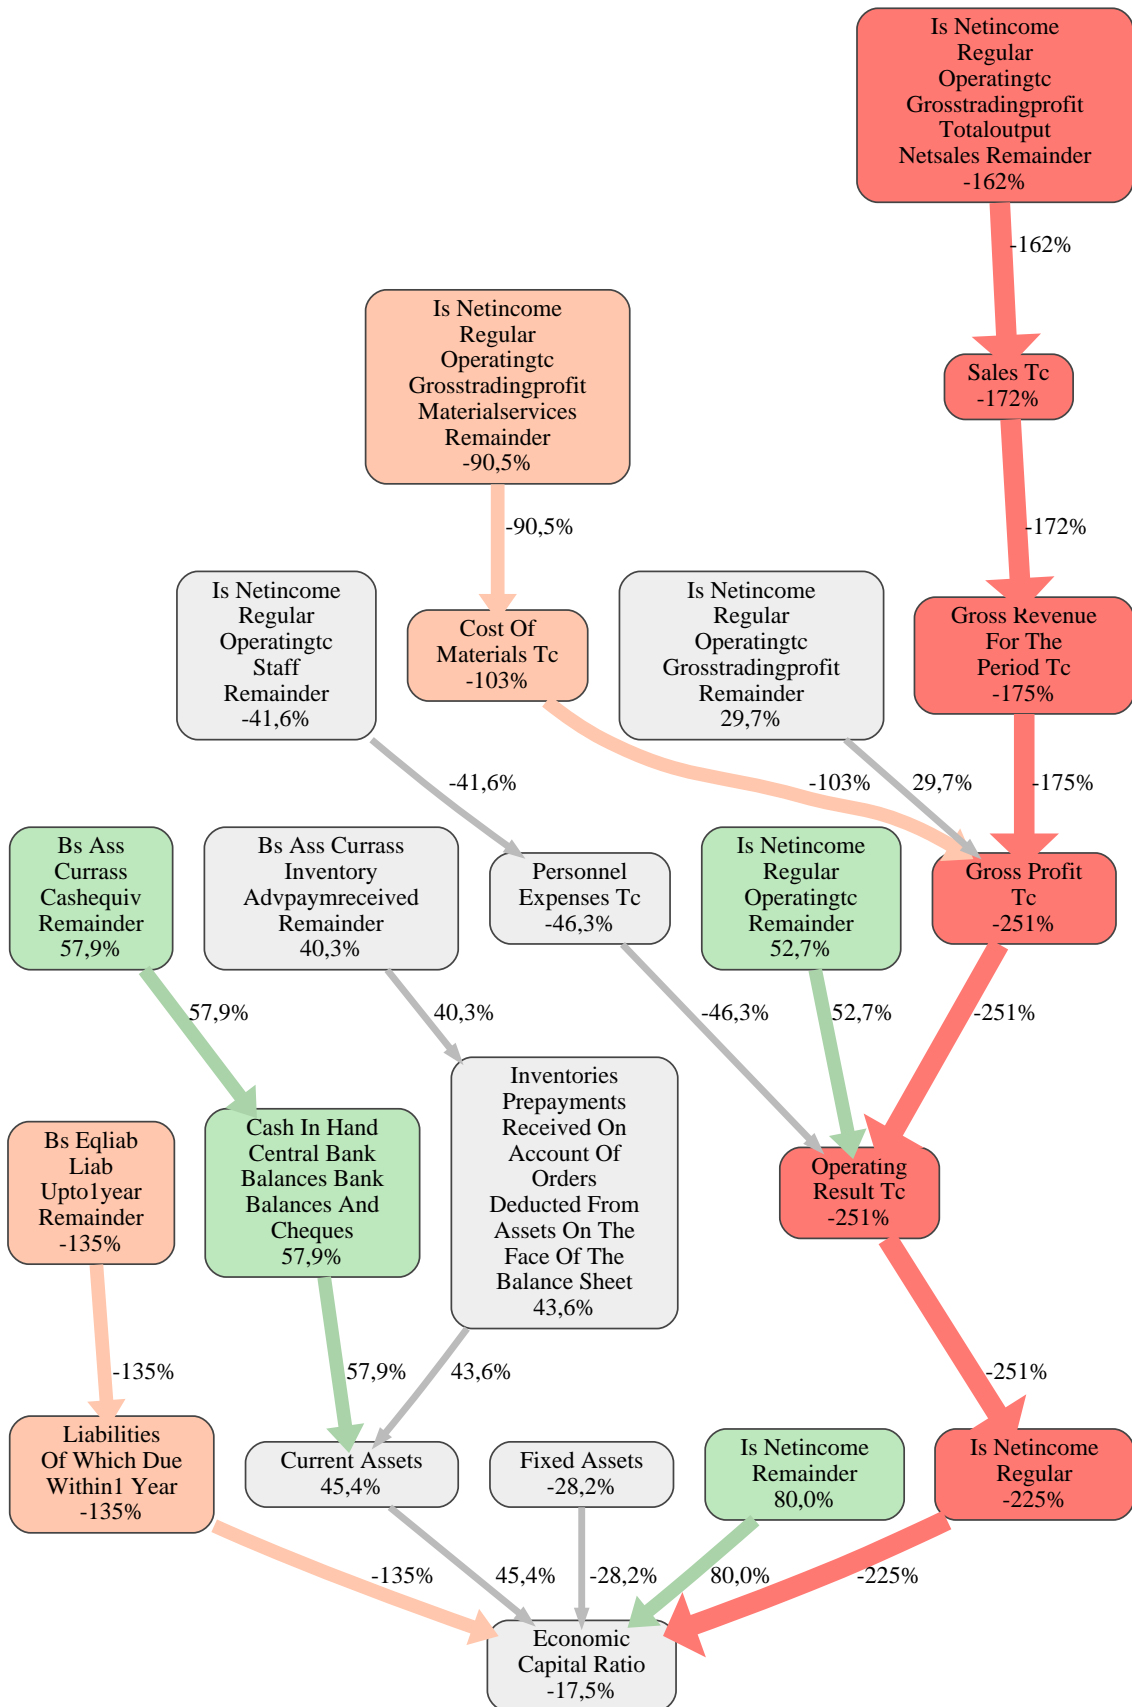 Is Netincome
Regular
Operatingtc
Grosstradingprofit
Totaloutput
Netsales Remainder
-162%
-162%
Is Netincome
Regular
Operatingtc
Grosstradingprofit
Materialservices
Remainder
-90,5%
Sales Tc
-172%
-90,5%
-172%
Is Netincome
Regular
Operatingtc
Staff
Remainder
-41,6%
Cost Of
Materials Tc
-103%
Is Netincome
Regular
Operatingtc
Grosstradingprofit
Remainder
29,7%
Gross Revenue
For The
Period Tc
-175%
-41,6%
-103%
29,7%
-175%
Bs Ass
Currass
Cashequiv
Remainder
57,9%
Bs Ass Currass
Inventory
Advpaymreceived
Remainder
40,3%
Personnel
Expenses Tc
-46,3%
Is Netincome
Regular
Operatingtc
Remainder
52,7%
Gross Profit
Tc
-251%
57,9%
40,3%
-46,3%
52,7%
-251%
Bs Eqliab
Liab
Upto1year
Remainder
-135%
Cash In Hand
Central Bank
Balances Bank
Balances And
Cheques
57,9%
Inventories
Prepayments
Received On
Account Of
Orders
Deducted From
Assets On The
Face Of The
Balance Sheet
43,6%
Operating
Result Tc
-251%
-135%
57,9%
43,6%
-251%
Liabilities
Of Which Due
Within1 Year
-135%
Current Assets
45,4%
Fixed Assets
-28,2%
Is Netincome
Remainder
80,0%
Is Netincome
Regular
-225%
-135%
45,4%
-28,2%
80,0%
-225%
Economic
Capital Ratio
-17,5%